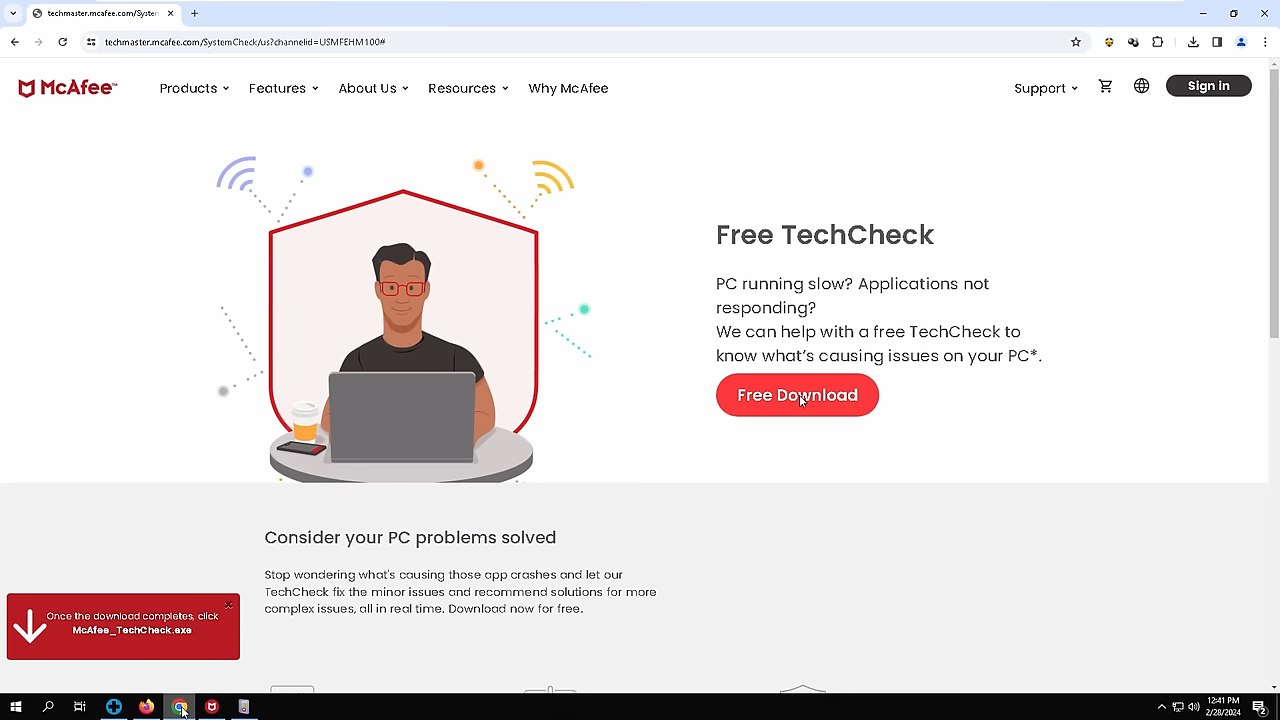 techmaster.mcafee.com/System
techmaster.mcafee.com/SystemCheck/us?channelid=USMFEHM100#
McAfee™
Products
Features
About Us
Resources
Why McAfee
Support
Sign in
Free TechCheck
PC running slow? Applications not
responding?
We can help with a free TechCheck to
know what's causing issues on your PC*.
Free Download
Consider your PC problems solved
Stop wondering what's causing those app crashes and let our
TechCheck fix the minor issues and recommend solutions for more
complex issues, all in real time. Download now for free.
Once the download completes, click
McAfee_TechCheck.exe
12:41 PM
2/28/2024
2